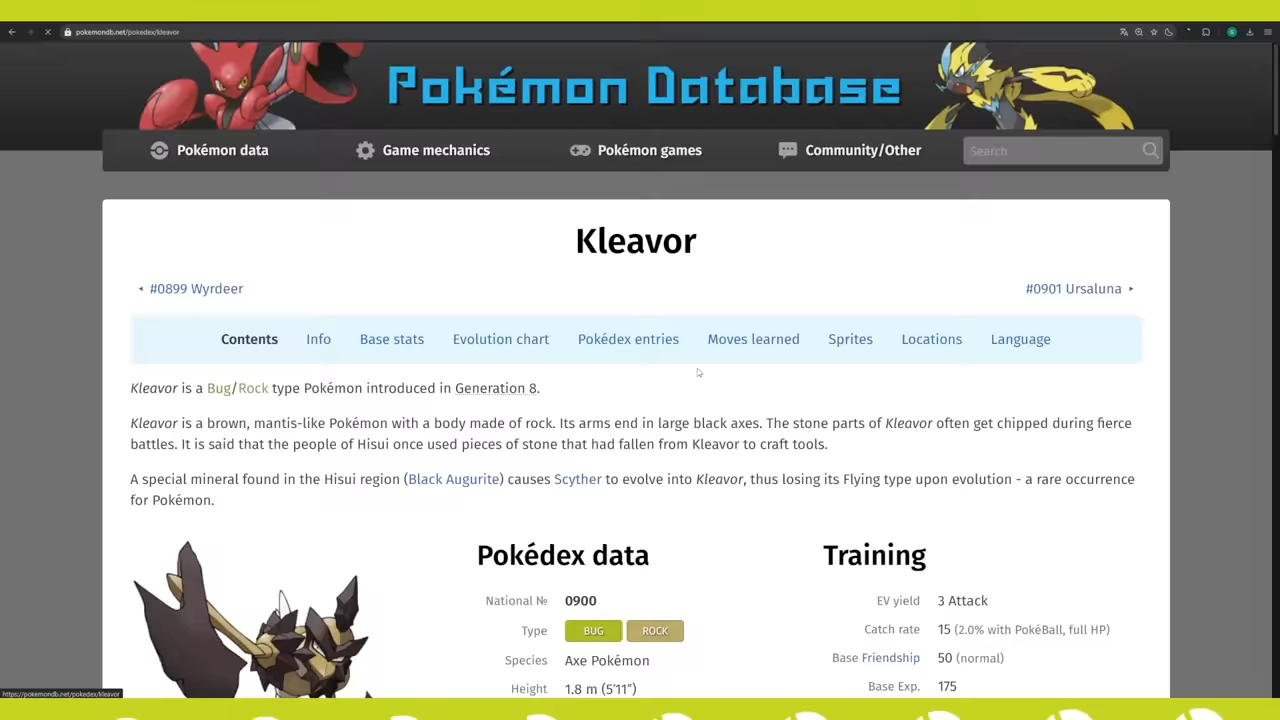 pokemondb.net/pokedex/kleavor
Pokémon Database
Pokémon data
Game mechanics
Pokémon games
Community/Other
Search
Kleavor
#0899 Wyrdeer
#0901 Ursaluna
Contents Info Base stats Evolution chart Pokédex entries Moves learned Sprites Locations Language
Kleavor is a Bug/Rock type Pokémon introduced in Generation 8.
Kleavor is a brown, mantis-like Pokémon with a body made of rock. Its arms end in large black axes. The stone parts of Kleavor often get chipped during fierce
battles. It is said that the people of Hisui once used pieces of stone that had fallen from Kleavor to craft tools.
A special mineral found in the Hisui region (Black Augurite) causes Scyther to evolve into Kleavor, thus losing its Flying type upon evolution - a rare occurrence
for Pokémon.
Pokédex data
National № 0900
Type BUG ROCK
Species Axe Pokémon
Height 1.8 m (5′11″)
Training
EV yield 3 Attack
Catch rate 15 (2.0% with PokéBall, full HP)
Base Friendship 50 (normal)
Base Exp. 175
https://pokemondb.net/pokedex/kleavor